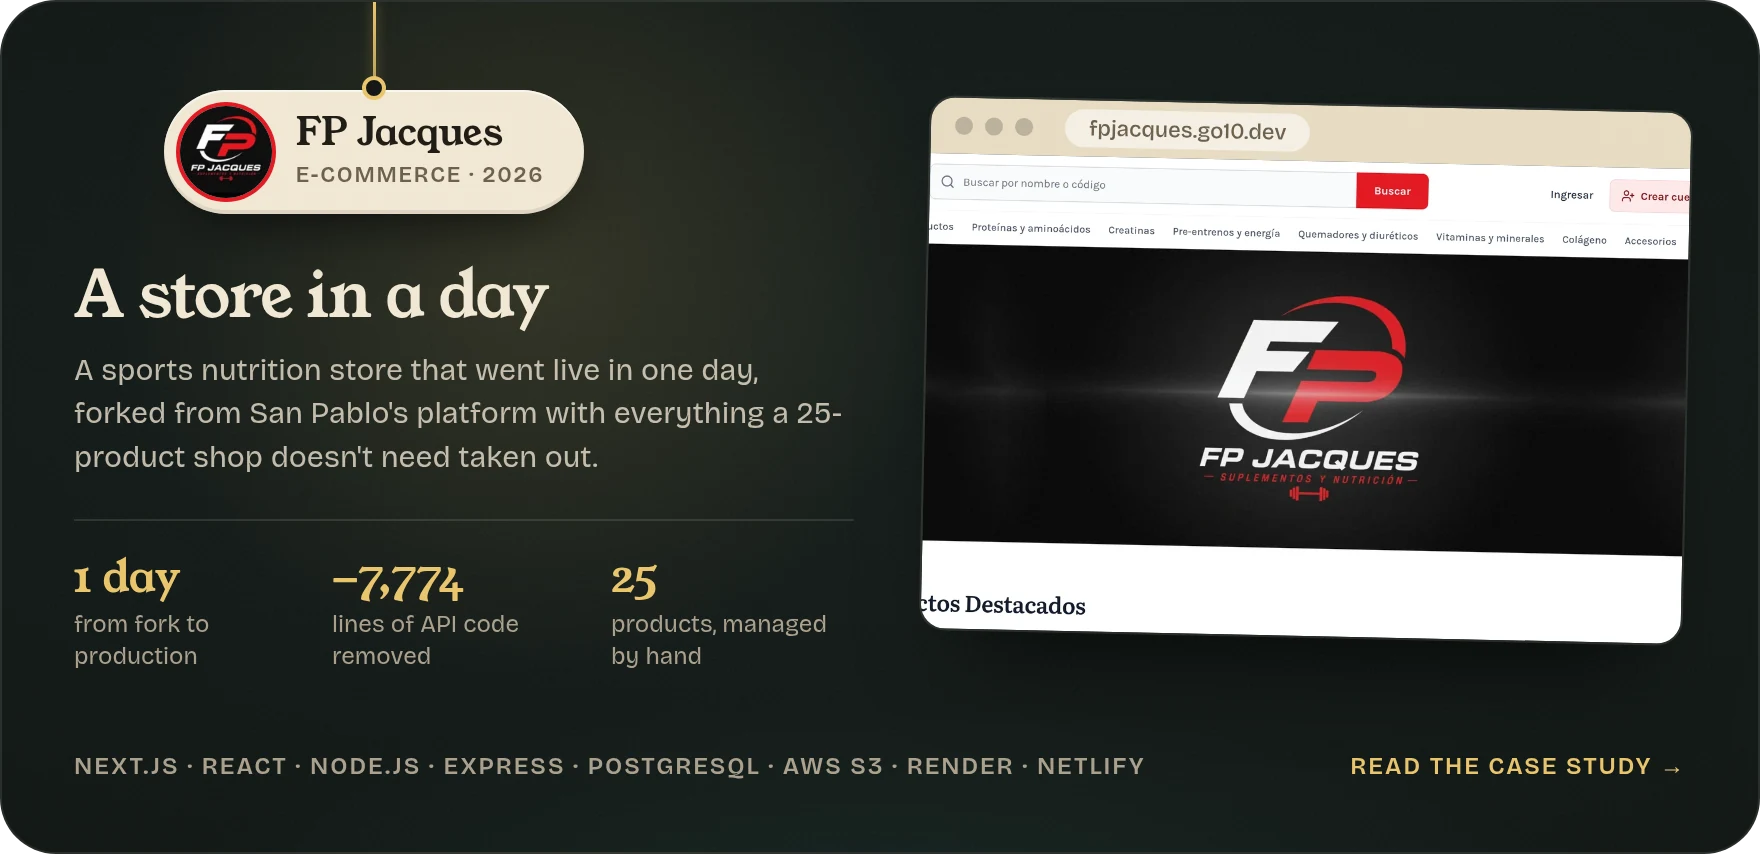 FP JACQUES
SUPLEMENTOS Y NUTRICIÓN
FP Jacques
E-COMMERCE · 2026
A store in a day
A sports nutrition store that went live in one day,
forked from San Pablo's platform with everything a 25-
product shop doesn't need taken out.
1 day
from fork to
production
–7,774
lines of API code
removed
25
products, managed
by hand
fpjacques.go10.dev
Buscar por nombre o código
Buscar
Ingresar
Crear cue
uctos Proteínas y aminoácidos Creatinas Pre-entrenos y energía Quemadores y diuréticos Vitaminas y minerales Colágeno Accesorios
FP
FP JACQUES
— SUPLEMENTOS Y NUTRICIÓN —
ctos Destacados
NEXT.JS · REACT · NODE.JS · EXPRESS · POSTGRESQL · AWS S3 · RENDER · NETLIFY
READ THE CASE STUDY →